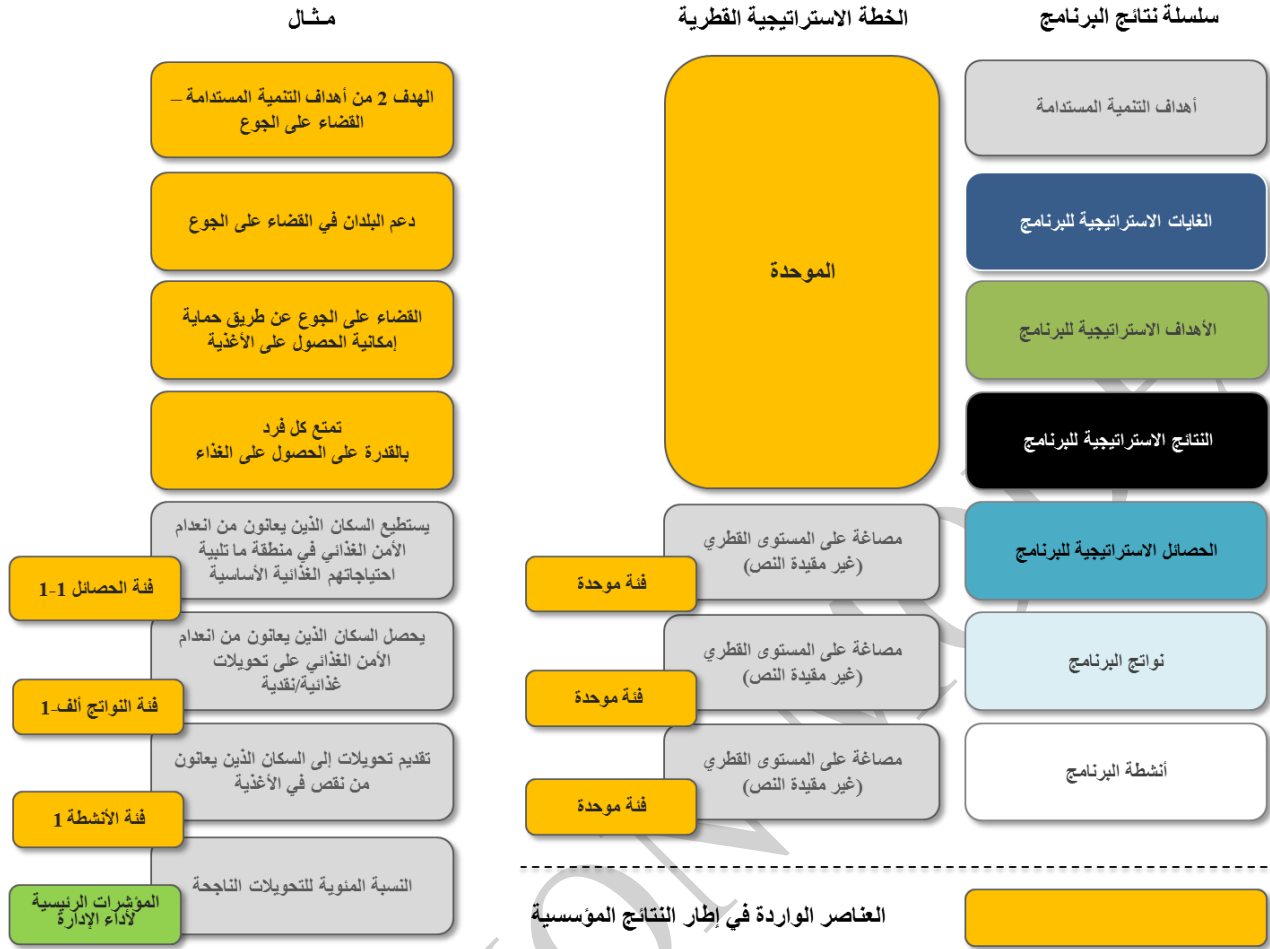 سلسلة نتائج البرنامج
الخطة الاستراتيجية القطرية
مـثـال
أهداف التنمية المستدامة
الموحدة
الهدف 2 من أهداف التنمية المستدامة –
القضاء على الجوع
الغايات الاستراتيجية للبرنامج
دعم البلدان في القضاء على الجوع
الأهداف الاستراتيجية للبرنامج
القضاء على الجوع عن طريق حماية
إمكانية الحصول على الأغذية
النتائج الاستراتيجية للبرنامج
تمتع كل فرد
بالقدرة على الحصول على الغذاء
الحصائل الاستراتيجية للبرنامج
مصاغة على المستوى القطري
(غير مقيدة النص)
فئة موحدة
يستطيع السكان الذين يعانون من انعدام
الأمن الغذائي في منطقة ما تلبية
احتياجاتهم الغذائية الأساسية
فئة الحصائل 1-1
نواتج البرنامج
مصاغة على المستوى القطري
(غير مقيدة النص)
فئة موحدة
يحصل السكان الذين يعانون من انعدام
الأمن الغذائي على تحويلات
غذائية/نقدية
فئة النواتج ألف-1
أنشطة البرنامج
مصاغة على المستوى القطري
(غير مقيدة النص)
فئة موحدة
تقديم تحويلات إلى السكان الذين يعانون
من نقص في الأغذية
فئة الأنشطة 1
النسبة المئوية للتحويلات الناجحة
المؤشرات الرئيسية
لأداء الإدارة
العناصر الواردة في إطار النتائج المؤسسية